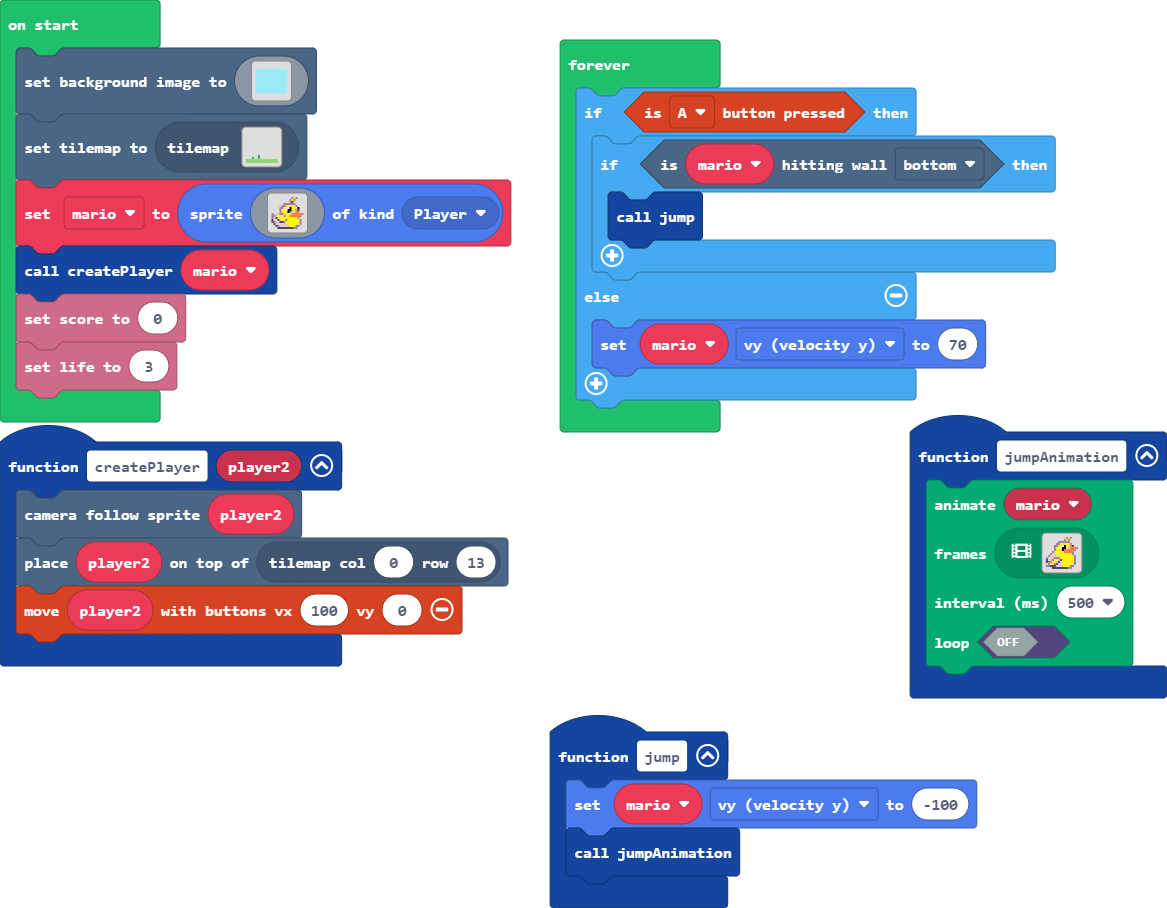 on start
set background image to
set tilemap to tilemap
set mario to sprite of kind Player
call createPlayer mario
set score to 0
set life to 3
forever
if is A button pressed then
if is mario hitting wall bottom then
call jump
else
set mario vy (velocity y) to 70
function createPlayer player2
camera follow sprite player2
place player2 on top of tilemap col 0 row 13
move player2 with buttons vx 100 vy 0
function jumpAnimation
animate mario
frames
interval (ms) 500
loop OFF
function jump
set mario vy (velocity y) to -100
call jumpAnimation